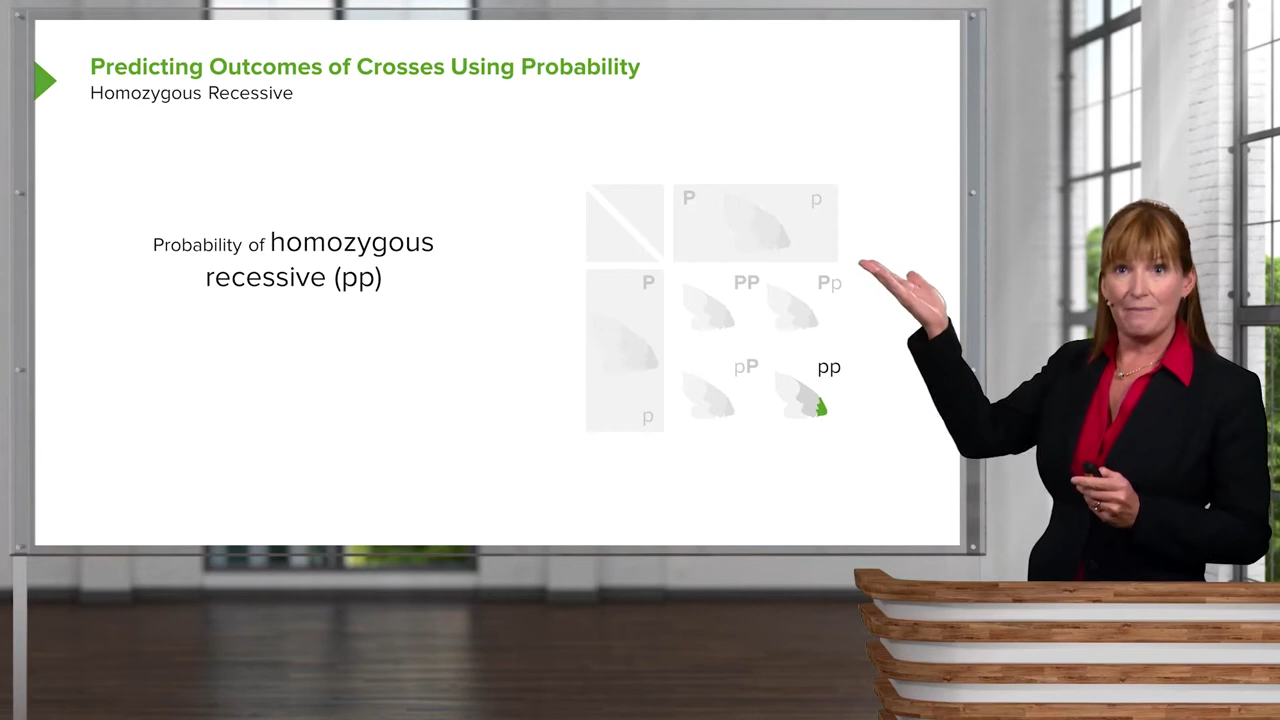 Predicting Outcomes of Crosses Using Probability
Homozygous Recessive
Probability of homozygous
recessive (pp)
P p
P PP Pp
pP pp
p